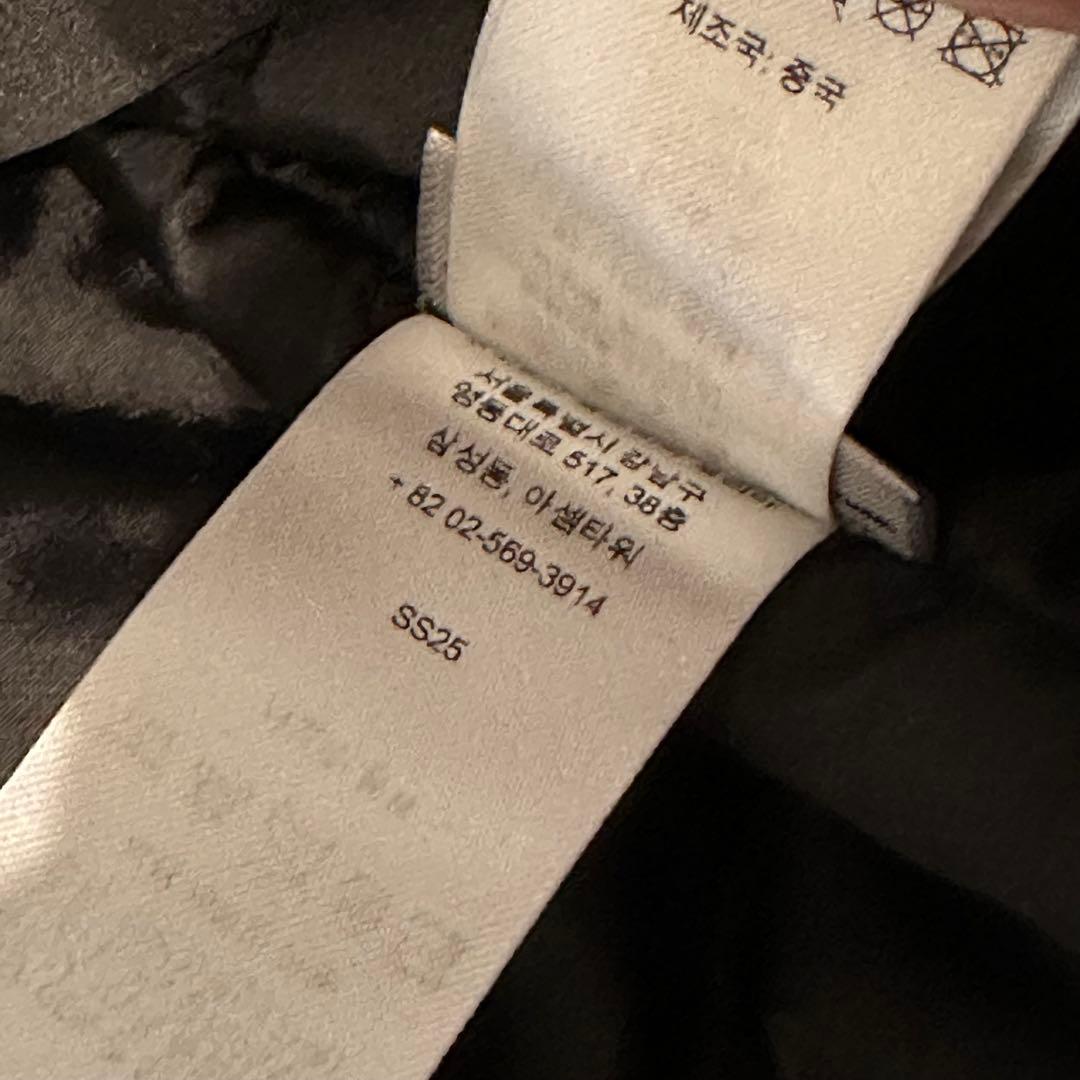 제조국: 중국
서울특별시 강남구
영동대로 517, 38층
삼성동, 아셈타워
+ 82 02-569-3914
SS25